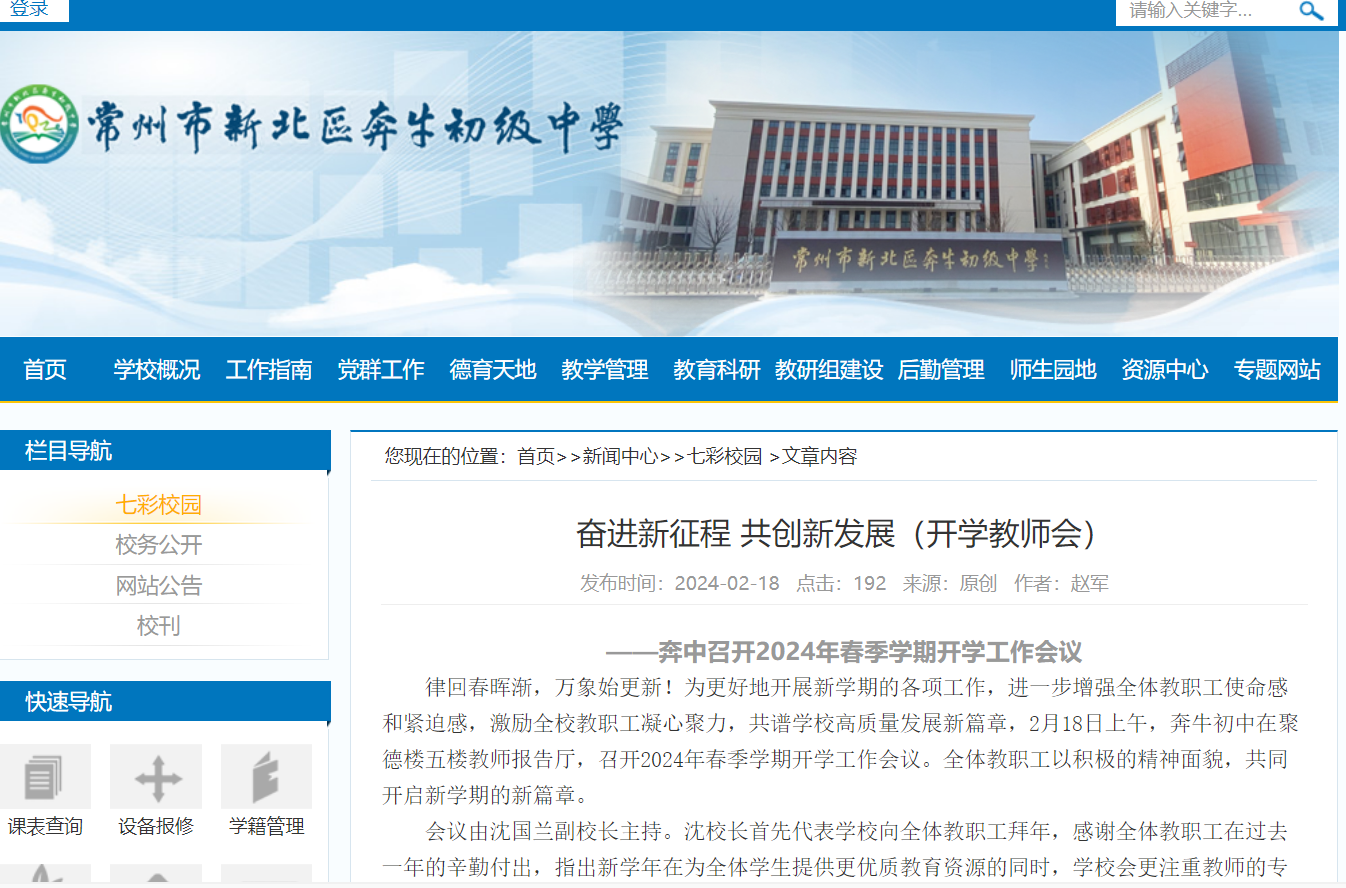 登录
请输入关键字...
常州市新北區奔牛初级中學
常州市新北区奔牛初级中學
首页 学校概况 工作指南 党群工作 德育天地 教学管理 教育科研 教研组建设 后勤管理 师生园地 资源中心 专题网站
栏目导航
七彩校园
校务公开
网站公告
校刊
快速导航
课表查询 设备报修 学籍管理
您现在的位置：首页>>新闻中心>>七彩校园 >文章内容
奋进新征程 共创新发展（开学教师会）
发布时间：2024-02-18 点击：192 来源：原创 作者：赵军
——奔中召开2024年春季学期开学工作会议
律回春晖渐，万象始更新！为更好地开展新学期的各项工作，进一步增强全体教职工使命感
和紧迫感，激励全校教职工凝心聚力，共谱学校高质量发展新篇章，2月18日上午，奔牛初中在聚
德楼五楼教师报告厅，召开2024年春季学期开学工作会议。全体教职工以积极的精神面貌，共同
开启新学期的新篇章。
会议由沈国兰副校长主持。沈校长首先代表学校向全体教职工拜年，感谢全体教职工在过去
一年的辛勤付出，指出新学年在为全体学生提供更优质教育资源的同时，学校会更注重教师的专